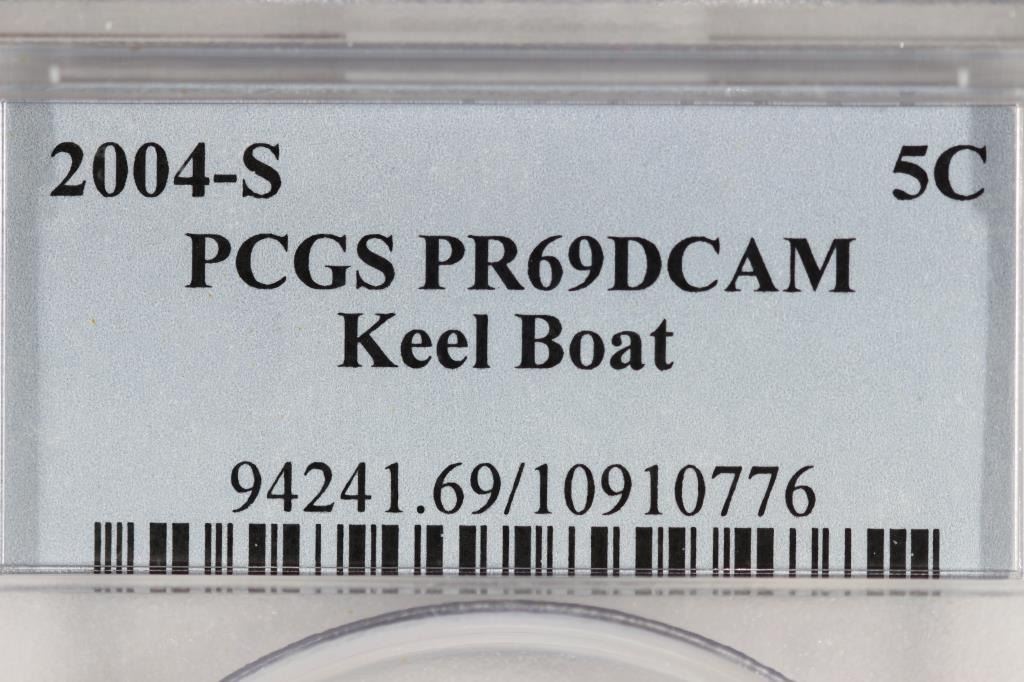 2004-S 5C
PCGS PR69DCAM
Keel Boat
94241.69/10910776